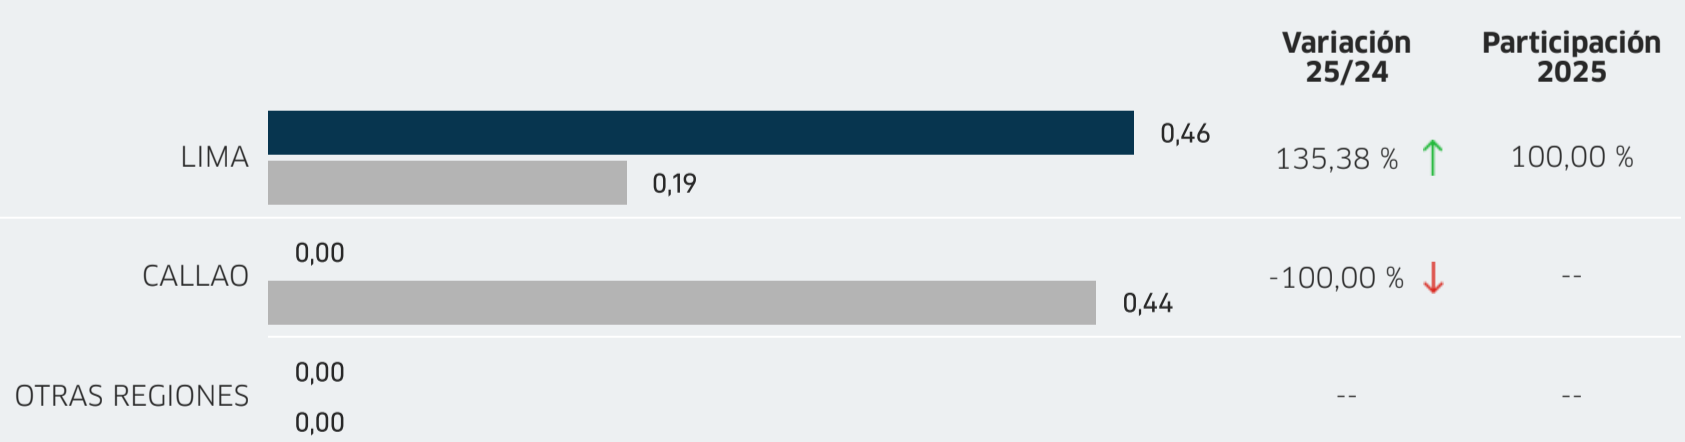 Variación Participación
25/24 2025
LIMA 0,46 135,38 % 100,00 %
0,19
CALLAO 0,00 -100,00 % --
0,44
OTRAS REGIONES 0,00 -- --
0,00